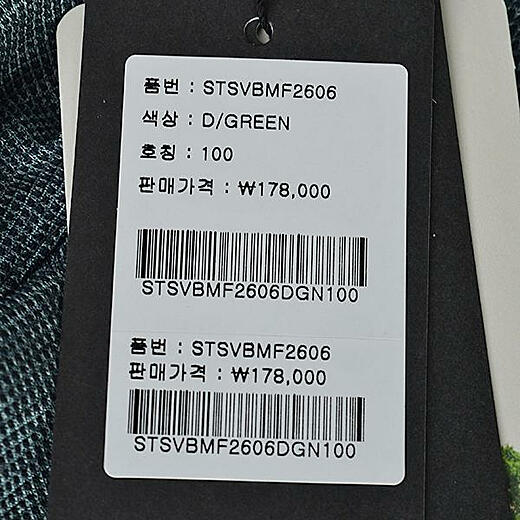 품번 : STSVBMF2606
색상 : D/GREEN
호칭 : 100
판매가격 : ₩178,000
STSVBMF2606DGN100
품번 : STSVBMF2606
판매가격 : ₩178,000
STSVBMF2606DGN100